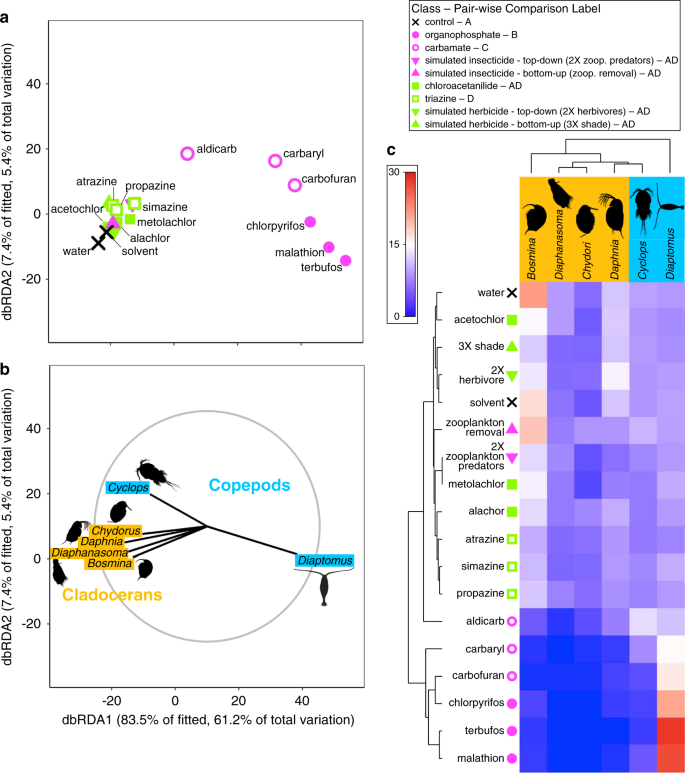 a
dbRDA2 (7.4% of fitted, 5.4% of total variation)
40
20
0
−20
aldicarb
carbaryl
carbofuran
chlorpyrifos
malathion
terbufos
atrazine
propazine
acetochlor
simazine
metolachlor
alachlor
water
solvent
b
dbRDA2 (7.4% of fitted, 5.4% of total variation)
40
20
0
−20
−20
0
20
40
dbRDA1 (83.5% of fitted, 61.2% of total variation)
Cyclops
Copepods
Chydorus
Daphnia
Diaphanasoma
Bosmina
Diaptomus
Cladocerans
Class – Pair-wise Comparison Label
control – A
organophosphate – B
carbamate – C
simulated insecticide - top-down (2X zoop. predators) – AD
simulated insecticide - bottom-up (zoop. removal) – AD
chloroacetanilide – AD
triazine – D
simulated herbicide - top-down (2X herbivores) – AD
simulated herbicide - bottom-up (3X shade) – AD
c
30
15
0
Bosmina
Diaphanasoma
Chydori
Daphnia
Cyclops
Diaptomus
water
acetochlor
3X shade
2X
herbivore
solvent
zooplankton
removal
2X
zooplankton
predators
metolachlor
alachor
atrazine
simazine
propazine
aldicarb
carbaryl
carbofuran
chlorpyrifos
terbufos
malathion